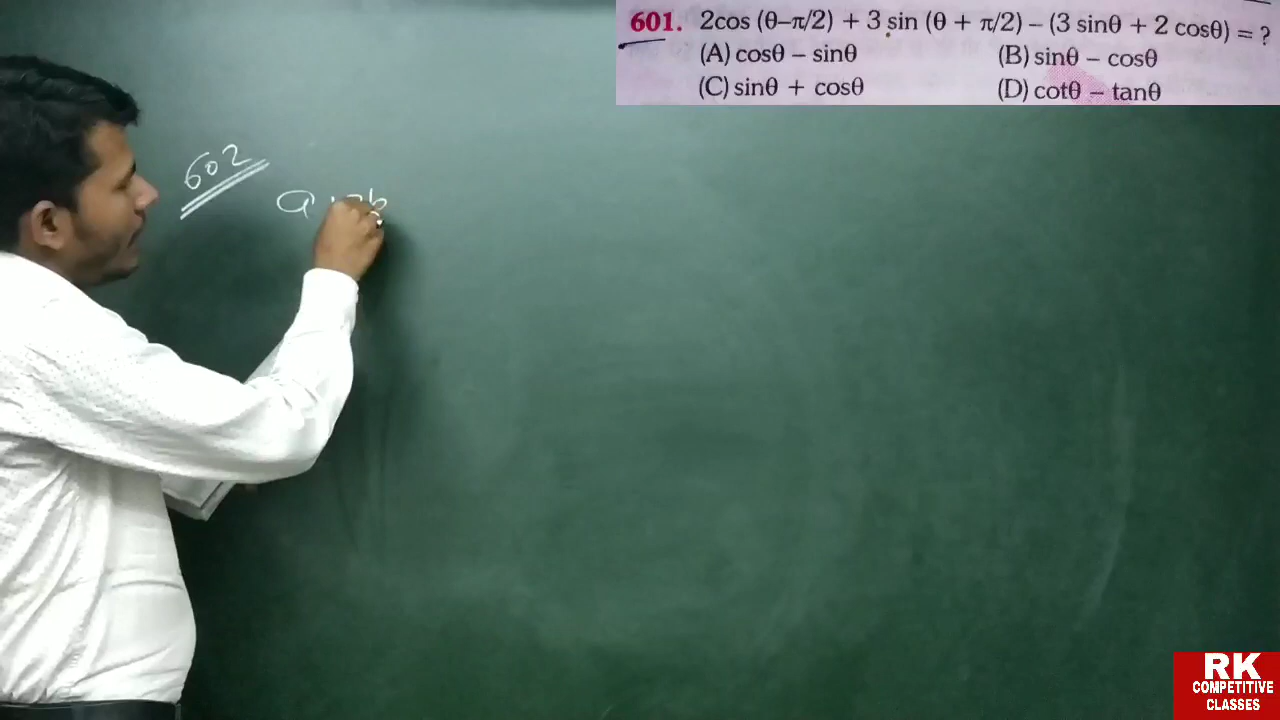 601. 2cos (θ–π/2) + 3 sin (θ + π/2) – (3 sinθ + 2 cosθ) = ?
(A) cosθ – sinθ (B) sinθ – cosθ
(C) sinθ + cosθ (D) cotθ – tanθ
602
a
b
RK
COMPETITIVE
CLASSES